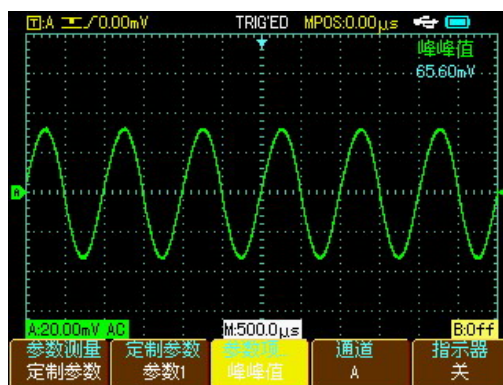 T:A 0.00mV TRIG'ED MPOS:0.00μs
峰峰值
65.60mV
A
A:20.00mV AC M:500.0μs B:Off
参数测量 定制参数 参数项.. 通道 指示器
定制参数 参数1 峰峰值 A 关